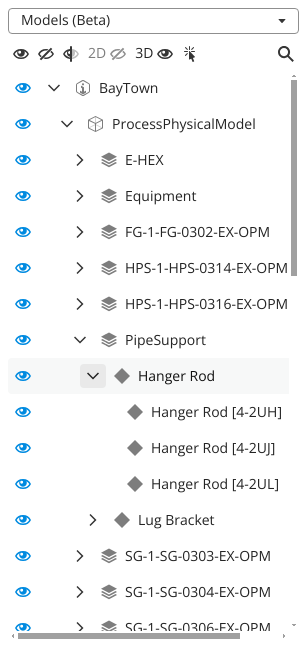 Models (Beta)
2D 3D
BayTown
ProcessPhysicalModel
E-HEX
Equipment
FG-1-FG-0302-EX-OPM
HPS-1-HPS-0314-EX-OPM
HPS-1-HPS-0316-EX-OPM
PipeSupport
Hanger Rod
Hanger Rod [4-2UH]
Hanger Rod [4-2UJ]
Hanger Rod [4-2UL]
Lug Bracket
SG-1-SG-0303-EX-OPM
SG-1-SG-0304-EX-OPM
SG-1-SG-0306-EX-OPM